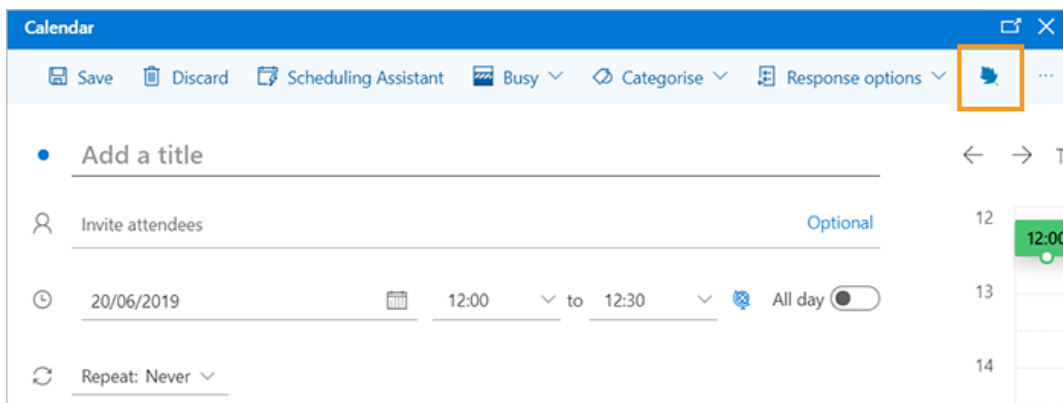 Calendar
Save Discard Scheduling Assistant Busy Categorise Response options ...
Add a title
Invite attendees Optional
20/06/2019 12:00 to 12:30 All day
Repeat: Never
12
12:00
13
14